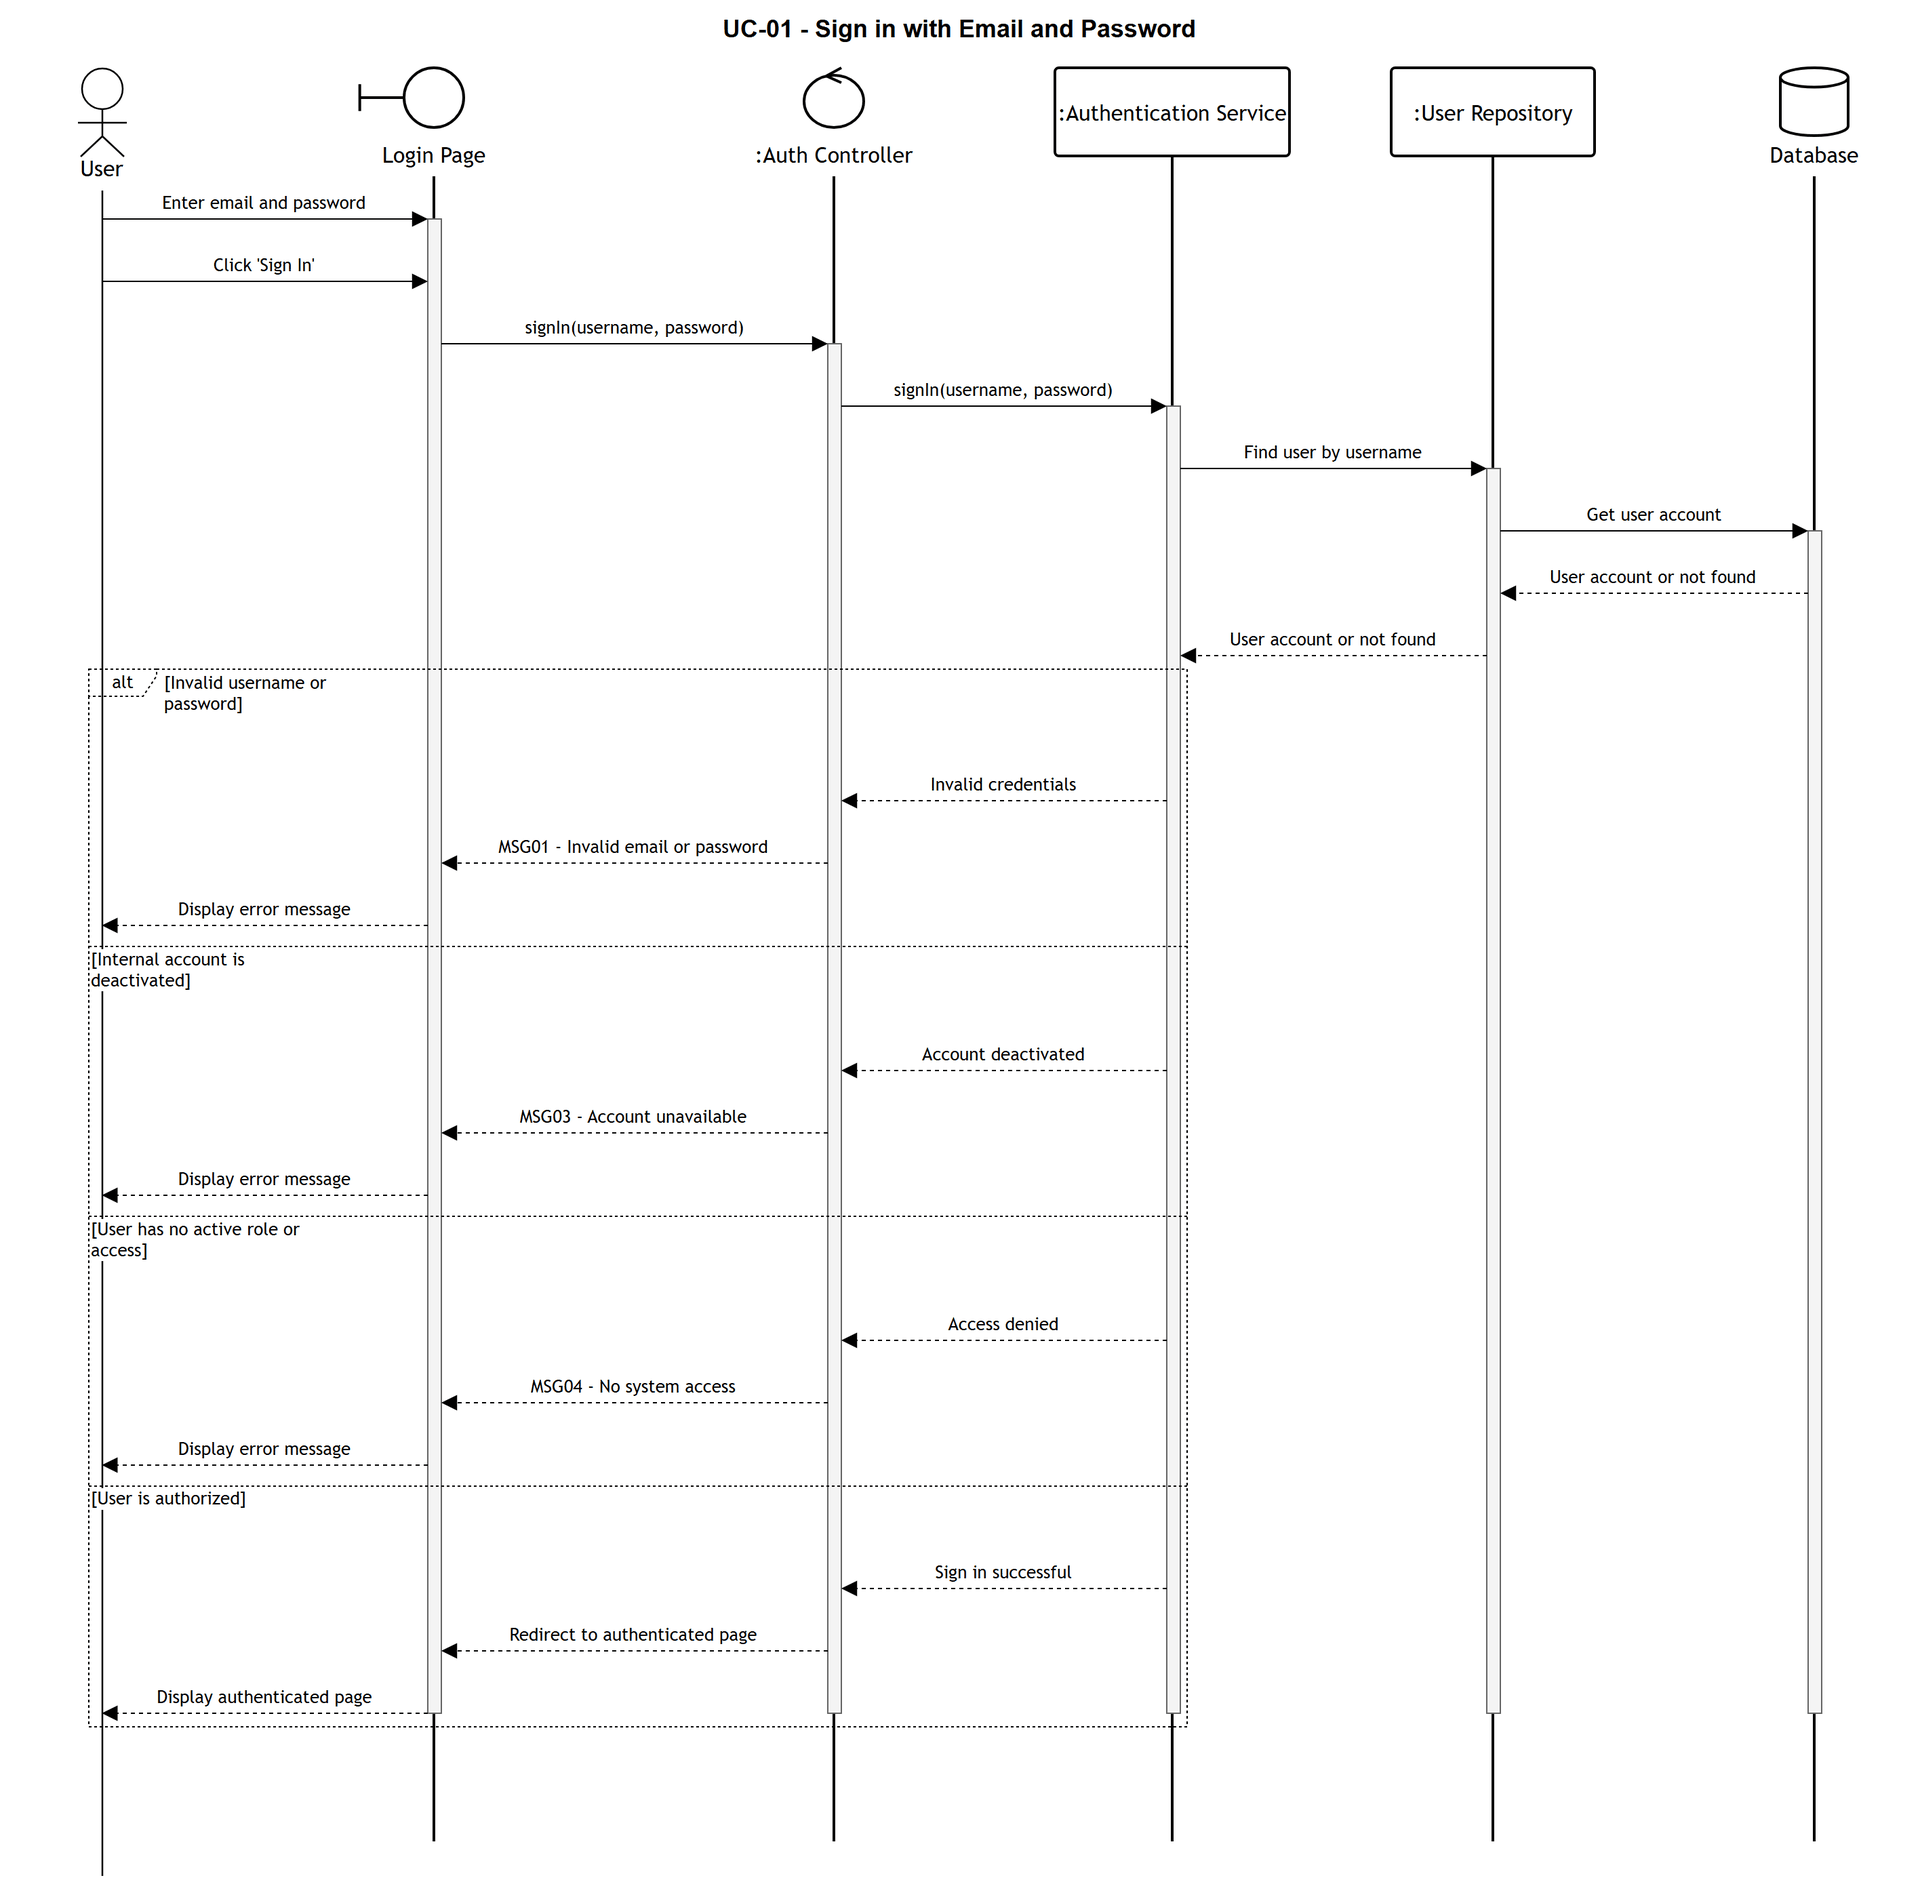 UC-01 - Sign in with Email and Password
User
Login Page
:Auth Controller
:Authentication Service
:User Repository
Database
Enter email and password
Click 'Sign In'
signIn(username, password)
signIn(username, password)
Find user by username
Get user account
User account or not found
User account or not found
alt
[Invalid username or
password]
Invalid credentials
MSG01 - Invalid email or password
Display error message
[Internal account is
deactivated]
Account deactivated
MSG03 - Account unavailable
Display error message
[User has no active role or
access]
Access denied
MSG04 - No system access
Display error message
[User is authorized]
Sign in successful
Redirect to authenticated page
Display authenticated page